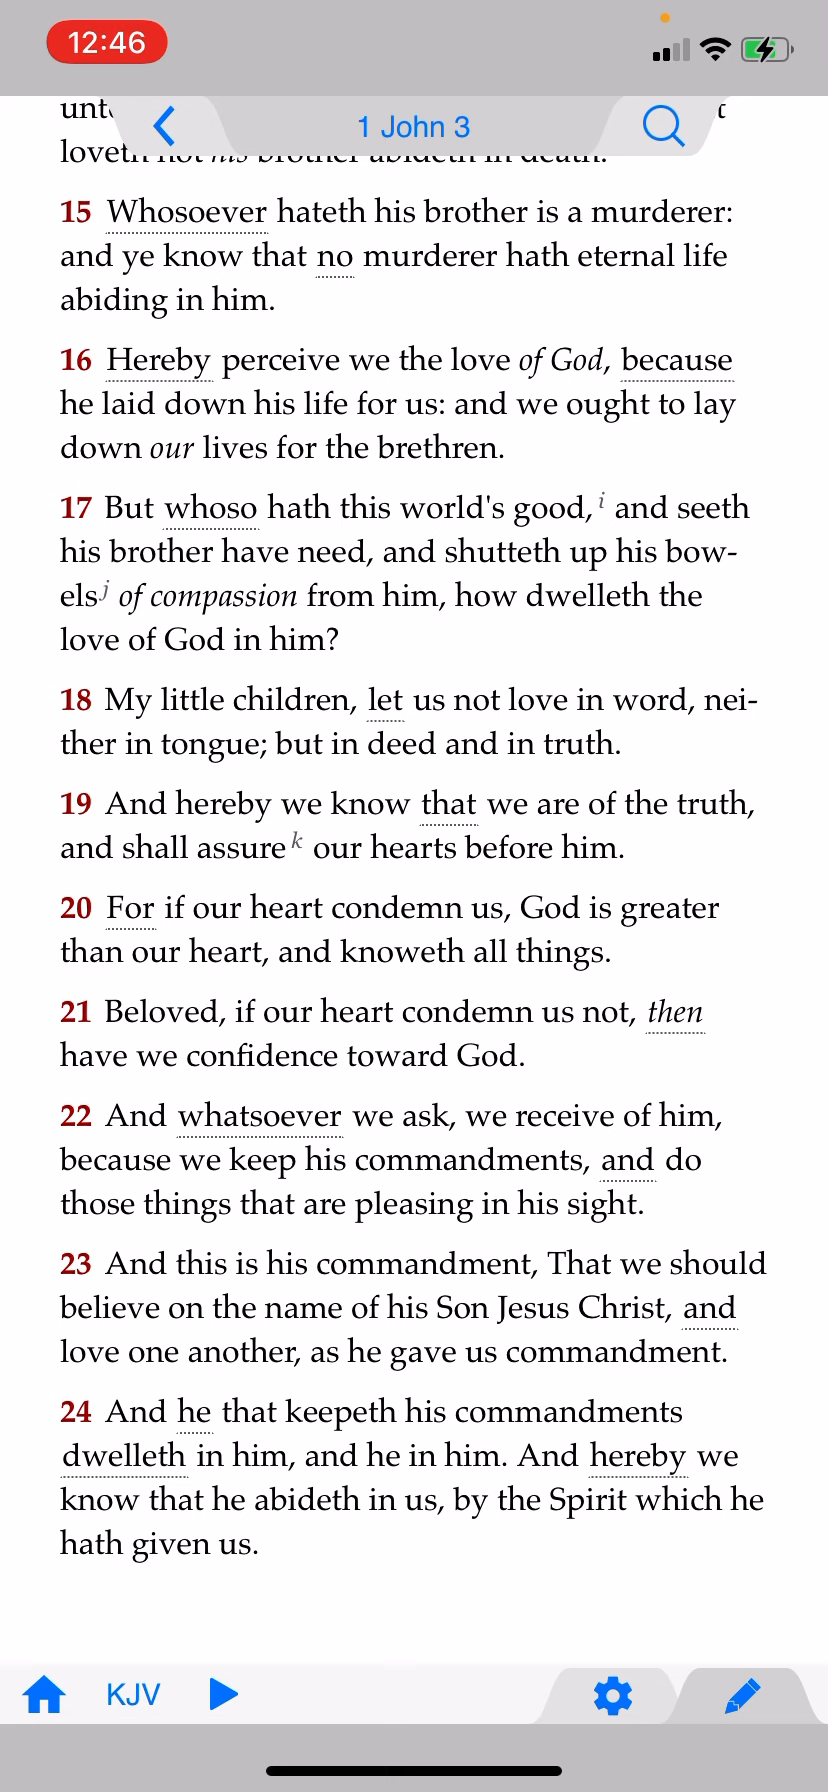 12:46
1 John 3
15 Whosoever hateth his brother is a murderer:
and ye know that no murderer hath eternal life
abiding in him.
16 Hereby perceive we the love of God, because
he laid down his life for us: and we ought to lay
down our lives for the brethren.
17 But whoso hath this world's good, i and seeth
his brother have need, and shutteth up his bow-
els j of compassion from him, how dwelleth the
love of God in him?
18 My little children, let us not love in word, nei-
ther in tongue; but in deed and in truth.
19 And hereby we know that we are of the truth,
and shall assure k our hearts before him.
20 For if our heart condemn us, God is greater
than our heart, and knoweth all things.
21 Beloved, if our heart condemn us not, then
have we confidence toward God.
22 And whatsoever we ask, we receive of him,
because we keep his commandments, and do
those things that are pleasing in his sight.
23 And this is his commandment, That we should
believe on the name of his Son Jesus Christ, and
love one another, as he gave us commandment.
24 And he that keepeth his commandments
dwelleth in him, and he in him. And hereby we
know that he abideth in us, by the Spirit which he
hath given us.
KJV